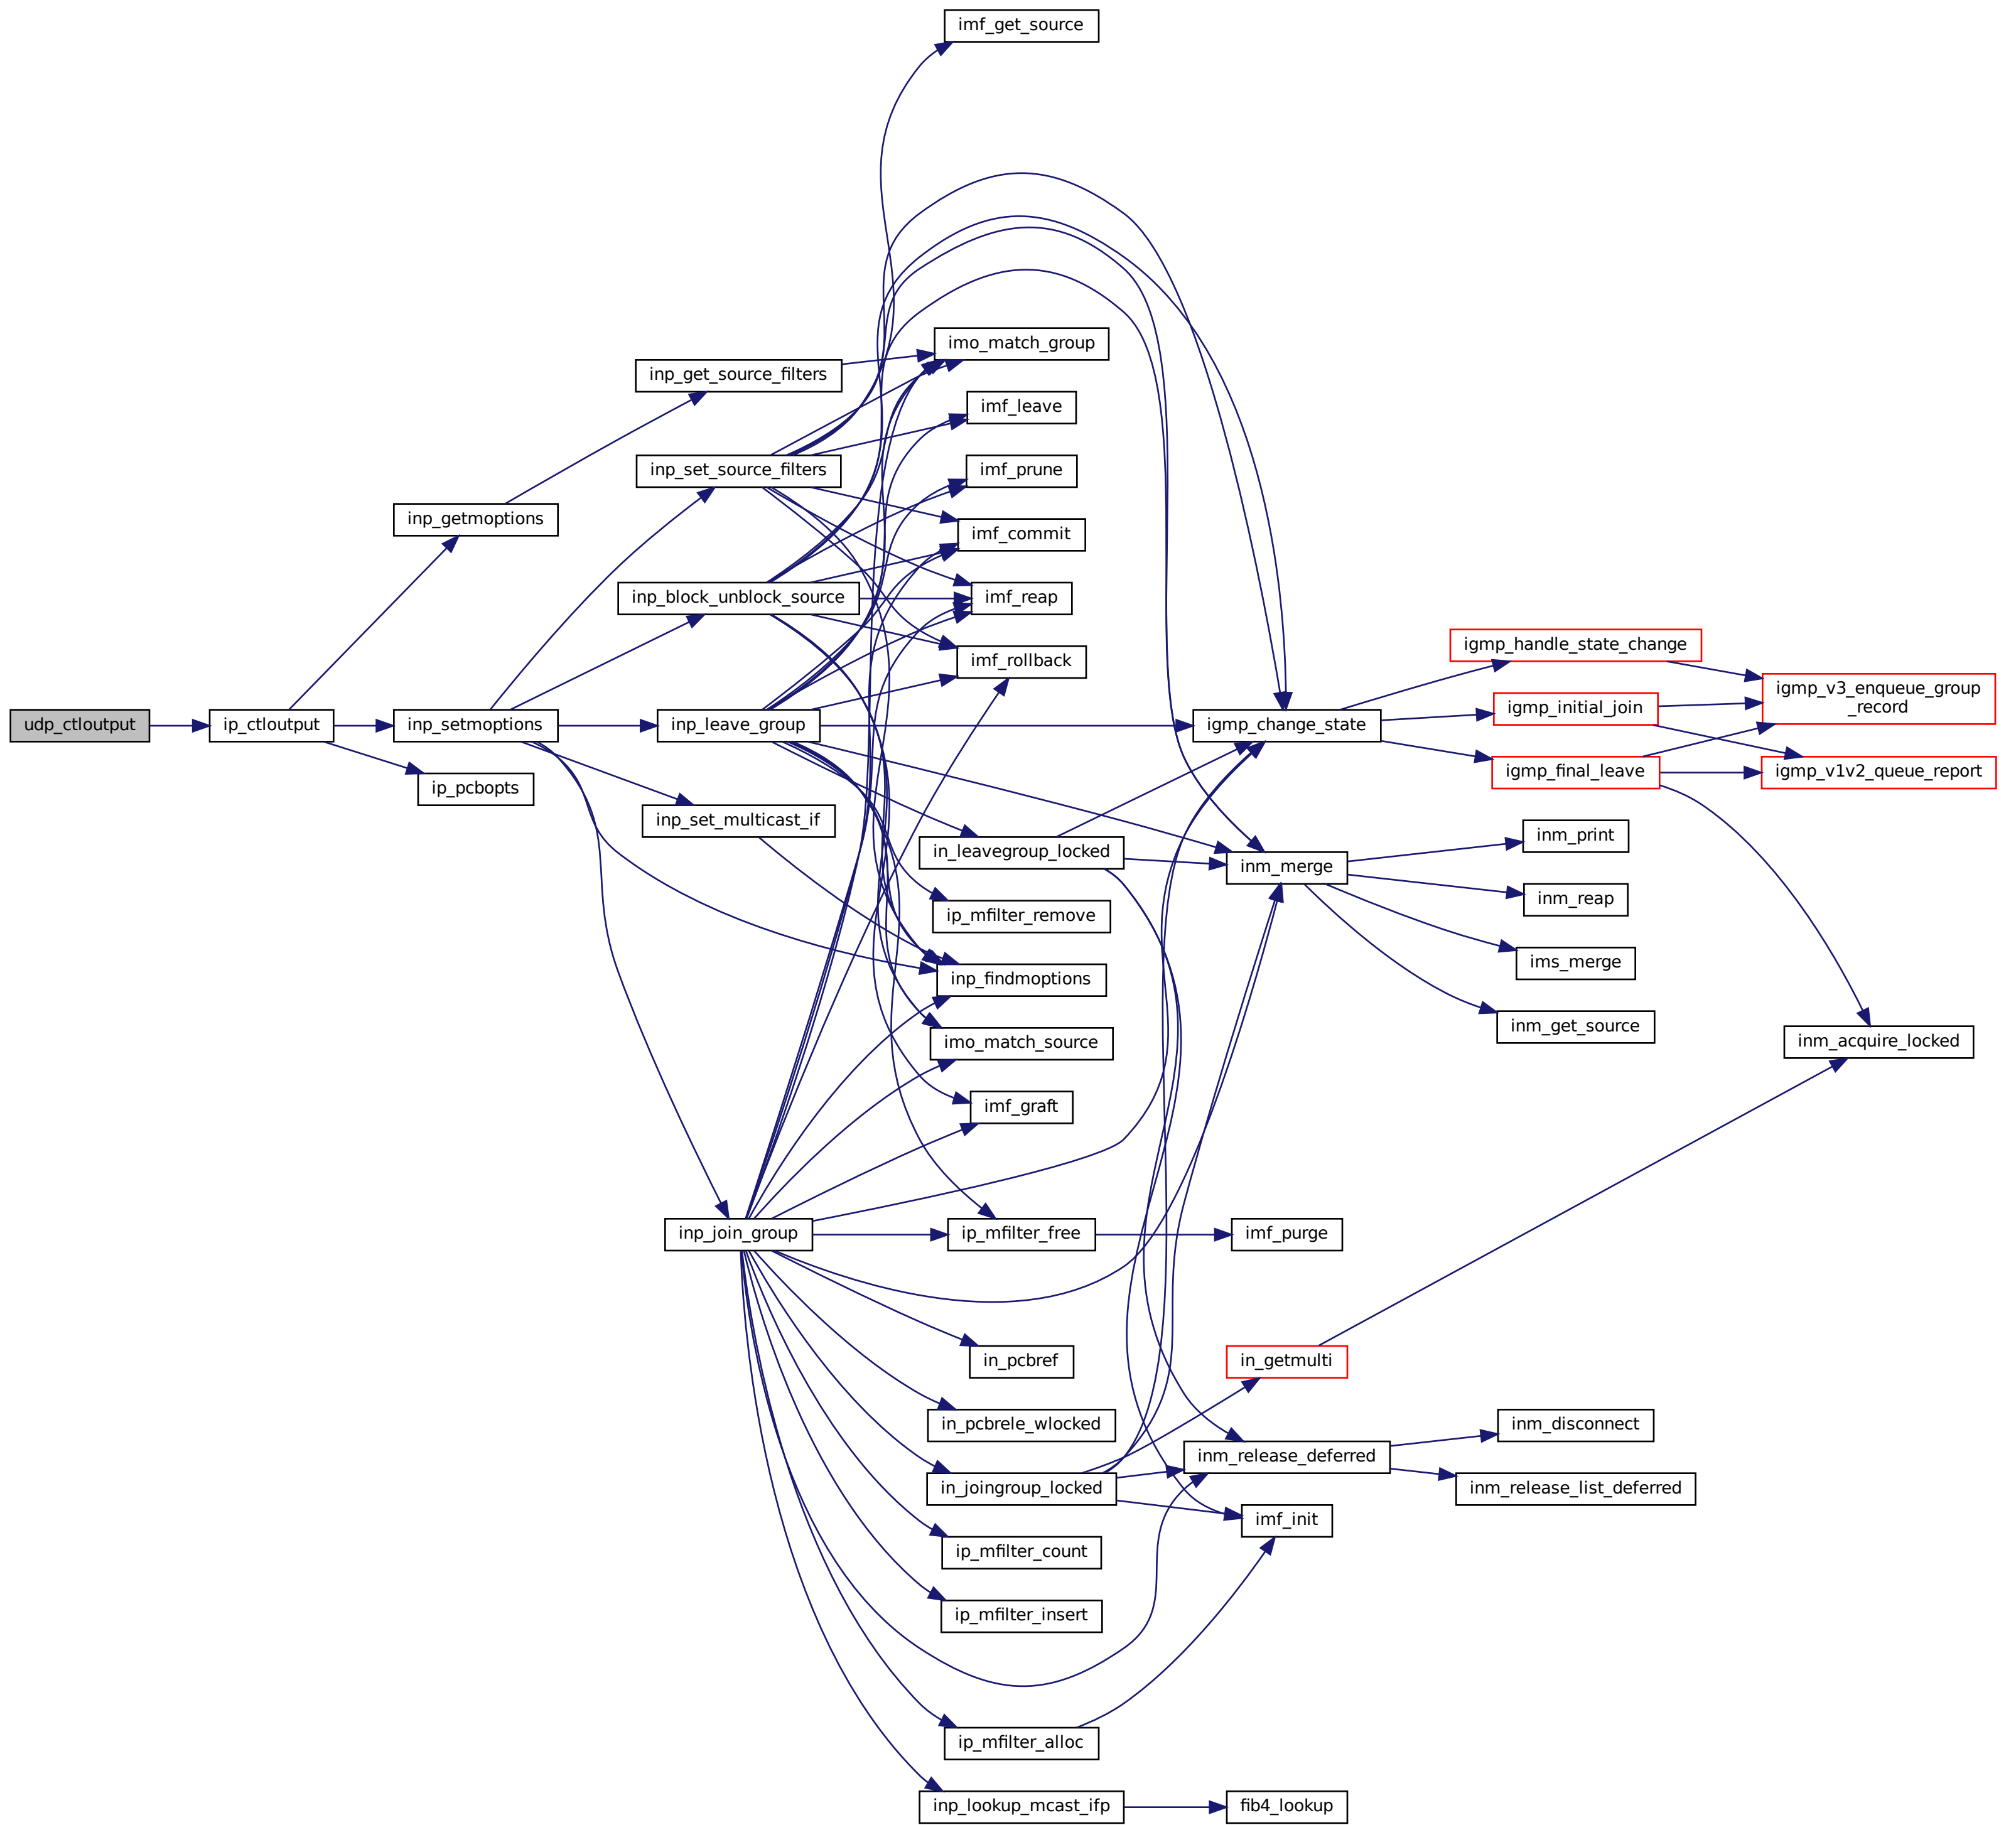 imf_get_source
imo_match_group
inp_get_source_filters
imf_leave
inp_set_source_filters
imf_prune
inp_getmoptions
imf_commit
inp_block_unblock_source
imf_reap
igmp_handle_state_change
imf_rollback
igmp_v3_enqueue_group
_record
igmp_initial_join
udp_ctloutput
ip_ctloutput
inp_setmoptions
inp_leave_group
igmp_change_state
igmp_final_leave
igmp_v1v2_queue_report
ip_pcbopts
inp_set_multicast_if
inm_print
in_leavegroup_locked
inm_merge
inm_reap
ip_mfilter_remove
ims_merge
inp_findmoptions
inm_get_source
imo_match_source
inm_acquire_locked
imf_graft
inp_join_group
ip_mfilter_free
imf_purge
in_pcbref
in_getmulti
in_pcbrele_wlocked
inm_disconnect
inm_release_deferred
in_joingroup_locked
inm_release_list_deferred
imf_init
ip_mfilter_count
ip_mfilter_insert
ip_mfilter_alloc
inp_lookup_mcast_ifp
fib4_lookup